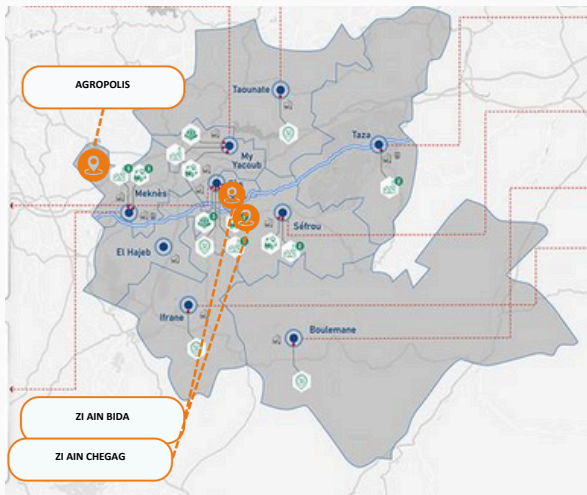 AGROPOLIS
Taounate
Taza
My
Yacoub
Meknès
Séfrou
El Hajeb
Ifrane
Boulemane
ZI AIN BIDA
ZI AIN CHEGAG